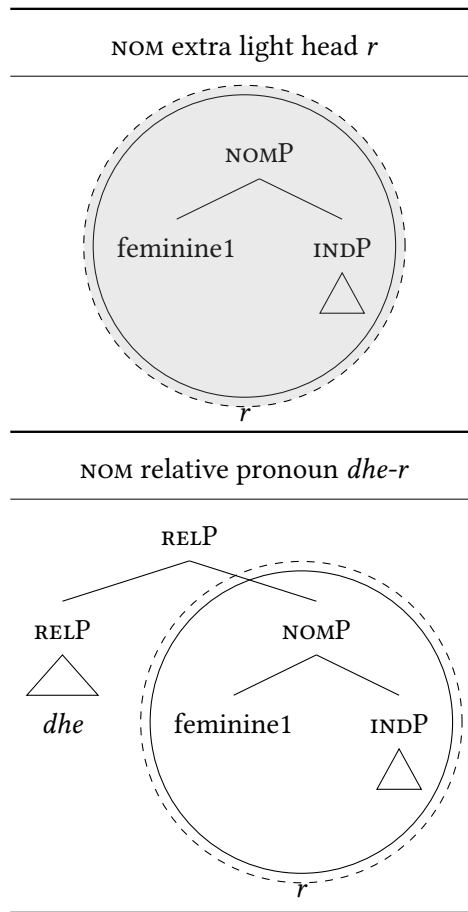 NOM extra light head r
NOMP
feminine1 INDP
r
NOM relative pronoun dhe-r
RELP
RELP NOMP
dhe feminine1 INDP
r